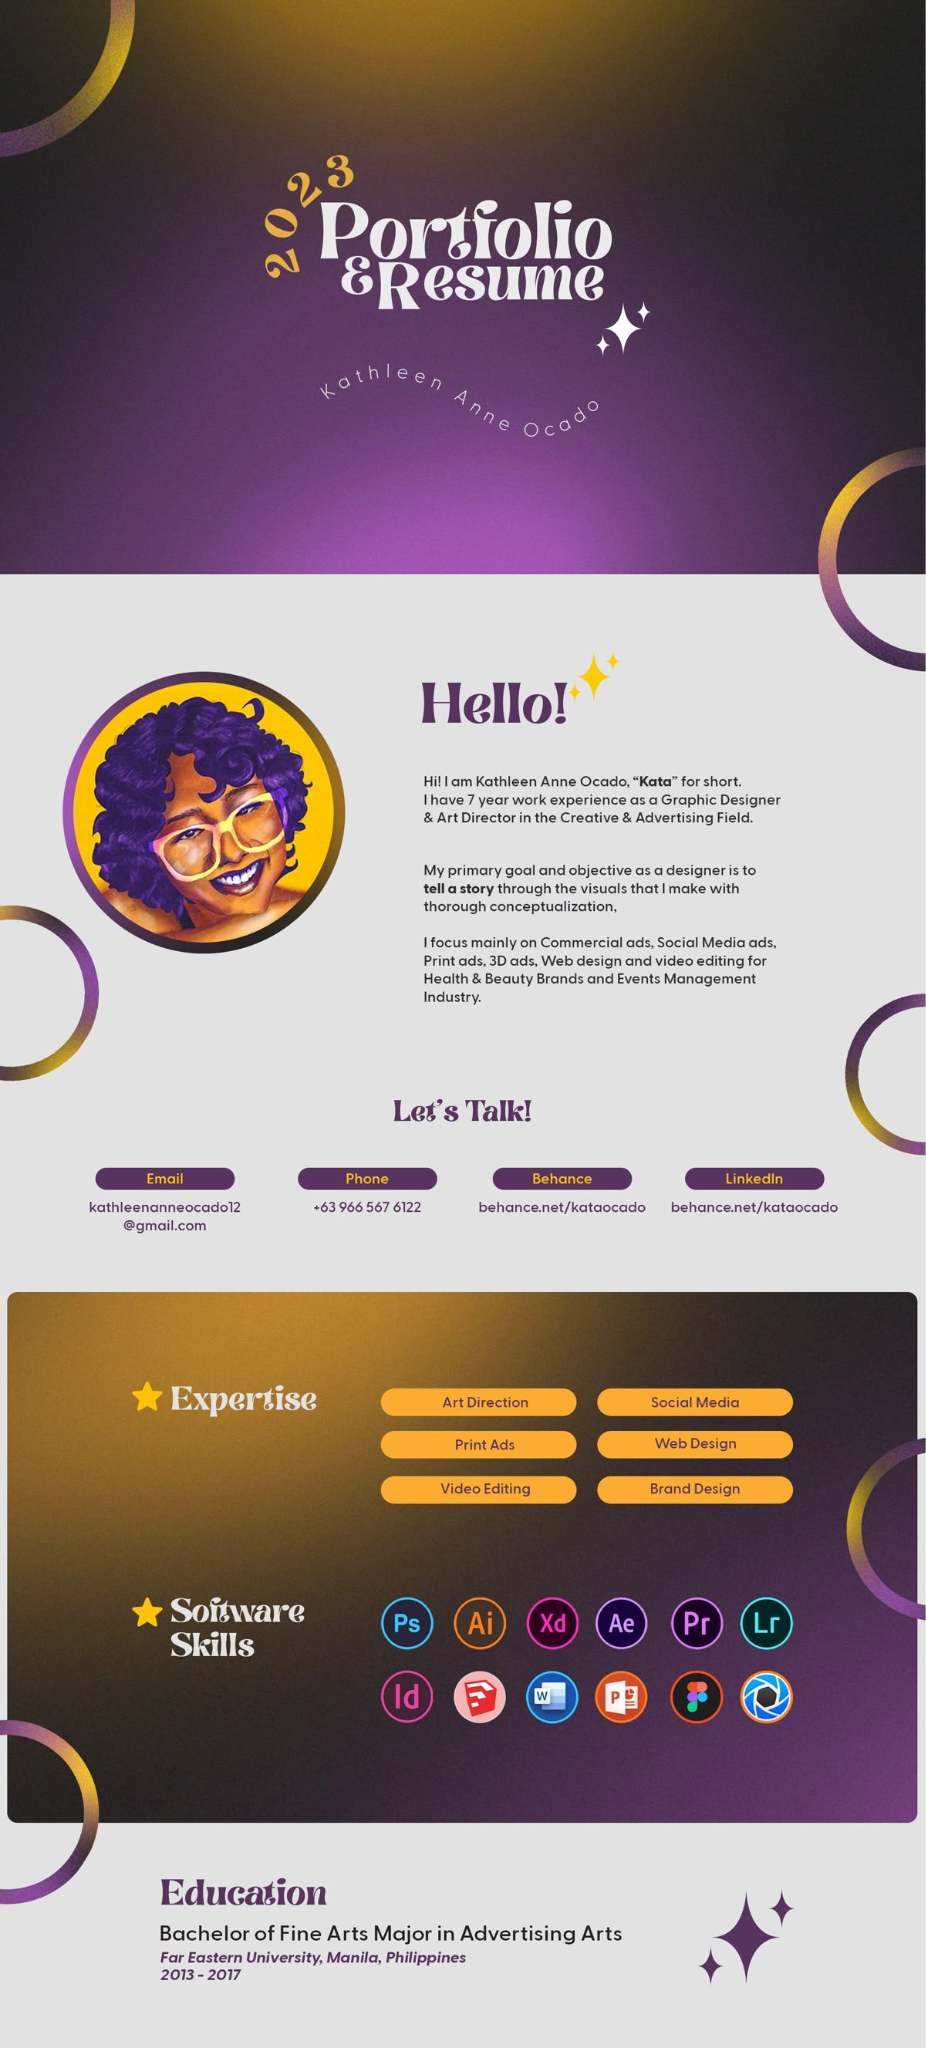 2023
Portfolio
&Resume
Kathleen Anne Ocado
Hello!
Hi! I am Kathleen Anne Ocado, “Kata” for short.
I have 7 year work experience as a Graphic Designer
& Art Director in the Creative & Advertising Field.
My primary goal and objective as a designer is to
tell a story through the visuals that I make with
thorough conceptualization,
I focus mainly on Commercial ads, Social Media ads,
Print ads, 3D ads, Web design and video editing for
Health & Beauty Brands and Events Management
Industry.
Let’s Talk!
Email
kathleenanneocado12
@gmail.com
Phone
+63 966 567 6122
Behance
behance.net/kataocado
LinkedIn
behance.net/kataocado
Expertise
Art Direction
Social Media
Print Ads
Web Design
Video Editing
Brand Design
Software
Skills
Ps Ai Xd Ae Pr Lr
Id W P
Education
Bachelor of Fine Arts Major in Advertising Arts
Far Eastern University, Manila, Philippines
2013 - 2017